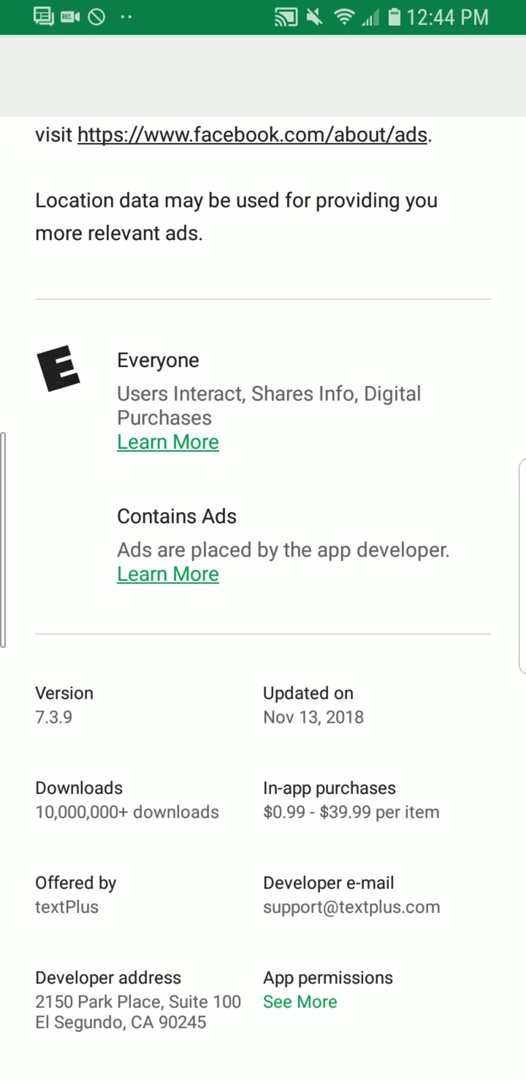 12:44 PM
visit https://www.facebook.com/about/ads.
Location data may be used for providing you
more relevant ads.
E
Everyone
Users Interact, Shares Info, Digital
Purchases
Learn More
Contains Ads
Ads are placed by the app developer.
Learn More
Version
7.3.9
Updated on
Nov 13, 2018
Downloads
10,000,000+ downloads
In-app purchases
$0.99 - $39.99 per item
Offered by
textPlus
Developer e-mail
support@textplus.com
Developer address
2150 Park Place, Suite 100
El Segundo, CA 90245
App permissions
See More